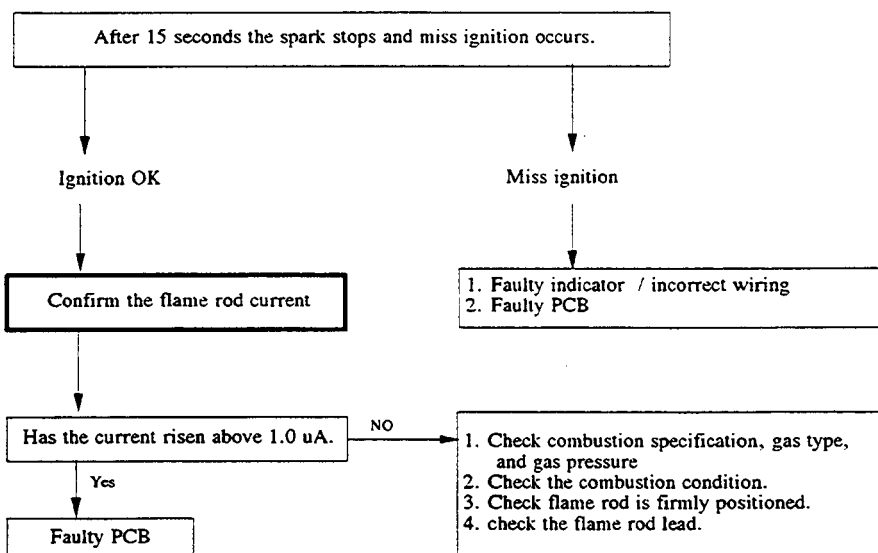 After 15 seconds the spark stops and miss ignition occurs.
Ignition OK
Miss ignition
Confirm the flame rod current
1. Faulty indicator / incorrect wiring
2. Faulty PCB
Has the current risen above 1.0 uA.
NO
1. Check combustion specification, gas type,
and gas pressure
2. Check the combustion condition.
3. Check flame rod is firmly positioned.
4. check the flame rod lead.
Yes
Faulty PCB